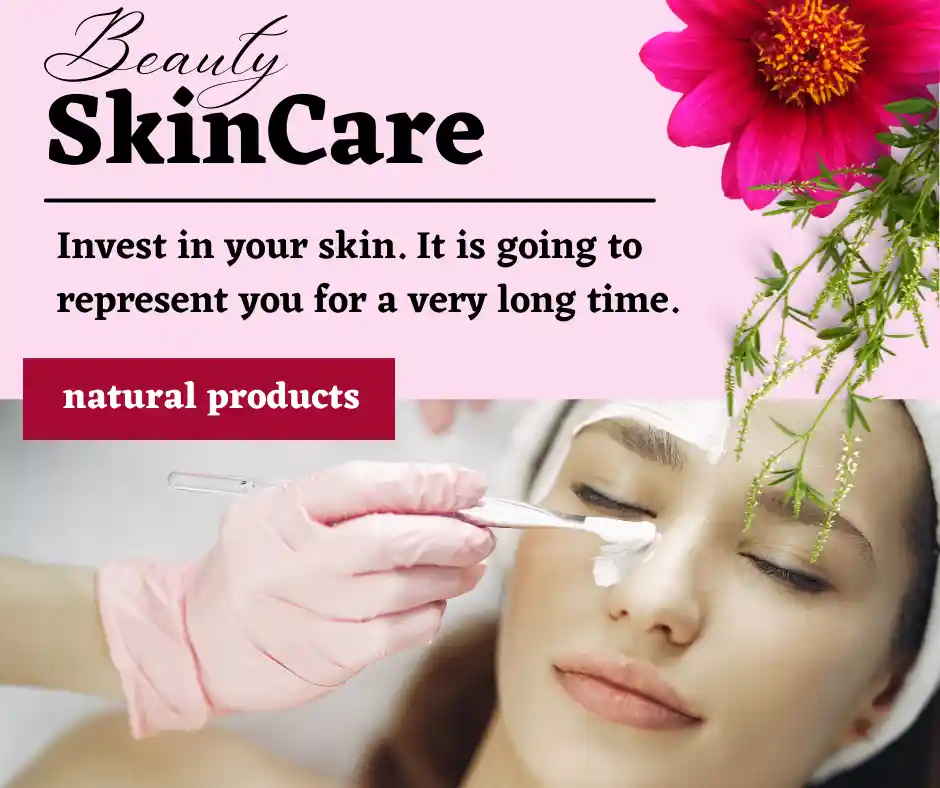 Beauty
SkinCare
Invest in your skin. It is going to
represent you for a very long time.
natural products